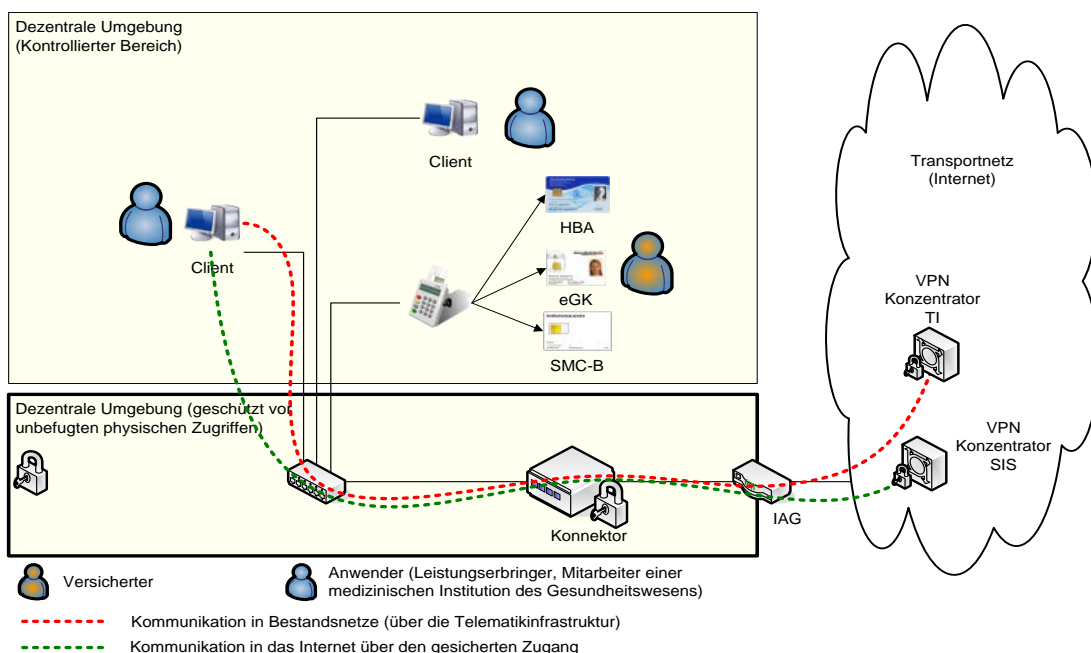 Dezentrale Umgebung
(Kontrollierter Bereich)
Client
Transportnetz
(Internet)
HBA
Client
eGK
VPN
Konzentrator
TI
SMC-B
Dezentrale Umgebung (geschützt vor
unbefugten physischen Zugriffen)
VPN
Konzentrator
SIS
Konnektor
IAG
Versicherter
Anwender (Leistungserbringer, Mitarbeiter einer
medizinischen Institution des Gesundheitswesens)
Kommunikation in Bestandsnetze (über die Telematikinfrastruktur)
Kommunikation in das Internet über den gesicherten Zugang